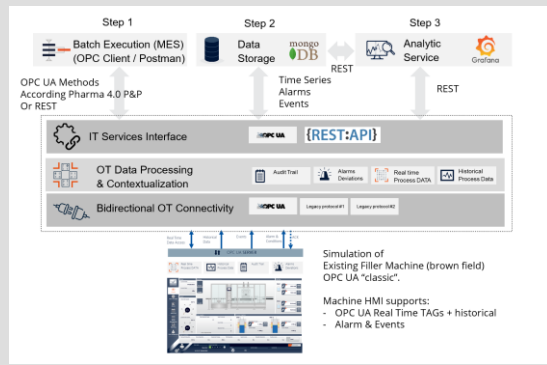 Step 1
Step 2
Step 3
Batch Execution (MES)
(OPC Client / Postman)
Data
Storage
mongo
DB
REST
Analytic
Service
Grafana
OPC UA Methods
According Pharma 4.0 P&P
Or REST
Time Series
Alarms
Events
REST
IT Services Interface
OPC UA
{REST:API}
OT Data Processing
& Contextualization
Audit Trail
Alarms
Deviations
Real time
Process DATA
Historical
Process Data
Bidirectional OT Connectivity
OPC UA
Legacy protocol #1
Legacy protocol #2
OPC UA SERVER
Simulation of
Existing Filler Machine (brown field)
OPC UA “classic”.
Machine HMI supports:
- OPC UA Real Time TAGs + historical
- Alarm & Events